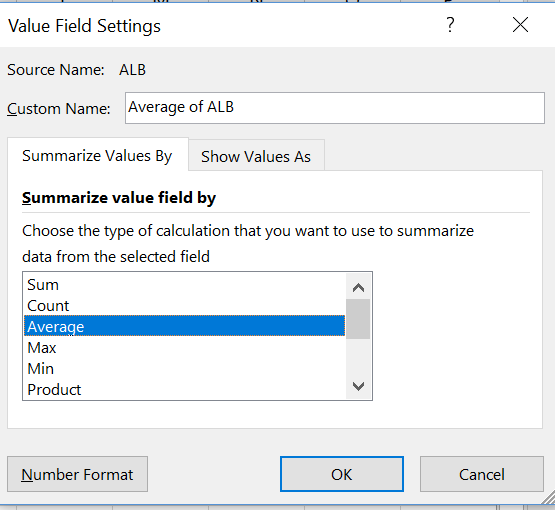 Value Field Settings ?
Source Name: ALB
Custom Name: Average of ALB
Summarize Values By Show Values As
Summarize value field by
Choose the type of calculation that you want to use to summarize
data from the selected field
Sum
Count
Average
Max
Min
Product
Number Format OK Cancel